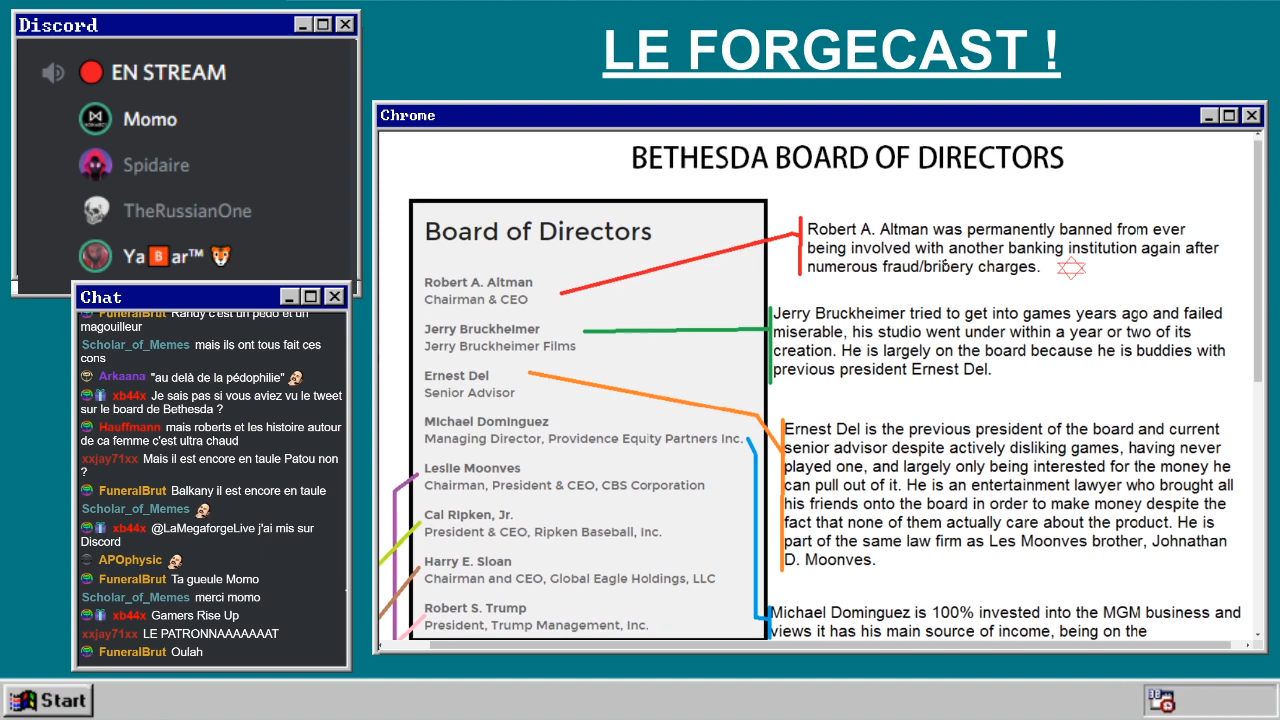 Discord
EN STREAM
Momo
Spidaire
TheRussianOne
Ya🅱ar™ 🐯
Chat
FuneralBrut Randy c'est un pédo et un
magouilleur
Scholar_of_Memes mais ils ont tous fait ces
cons
Arkaana "au delà de la pédophilie"
xb44x Je sais pas si vous aviez vu le tweet
sur le board de Bethesda ?
Hauffmann mais roberts et les histoire autour
de ca femme c'est ultra chaud
xxjay71xx Mais il est encore en taule Patou non
?
FuneralBrut Balkany il est encore en taule
Scholar_of_Memes
xb44x @LaMegaforgeLive j'ai mis sur
Discord
APOphysic
FuneralBrut Ta gueule Momo
Scholar_of_Memes merci momo
xb44x Gamers Rise Up
xxjay71xx LE PATRONNAAAAAAAT
FuneralBrut Oulah
LE FORGECAST !
Chrome
BETHESDA BOARD OF DIRECTORS
Board of Directors
Robert A. Altman
Chairman & CEO
Jerry Bruckheimer
Jerry Bruckheimer Films
Ernest Del
Senior Advisor
Michael Dominguez
Managing Director, Providence Equity Partners Inc.
Leslie Moonves
Chairman, President & CEO, CBS Corporation
Cal Ripken, Jr.
President & CEO, Ripken Baseball, Inc.
Harry E. Sloan
Chairman and CEO, Global Eagle Holdings, LLC
Robert S. Trump
President, Trump Management, Inc.
Robert A. Altman was permanently banned from ever
being involved with another banking institution again after
numerous fraud/bribery charges.
Jerry Bruckheimer tried to get into games years ago and failed
miserable, his studio went under within a year or two of its
creation. He is largely on the board because he is buddies with
previous president Ernest Del.
Ernest Del is the previous president of the board and current
senior advisor despite actively disliking games, having never
played one, and largely only being interested for the money he
can pull out of it. He is an entertainment lawyer who brought all
his friends onto the board in order to make money despite the
fact that none of them actually care about the product. He is
part of the same law firm as Les Moonves brother, Johnathan
D. Moonves.
Michael Dominguez is 100% invested into the MGM business and
views it has his main source of income, being on the
Start